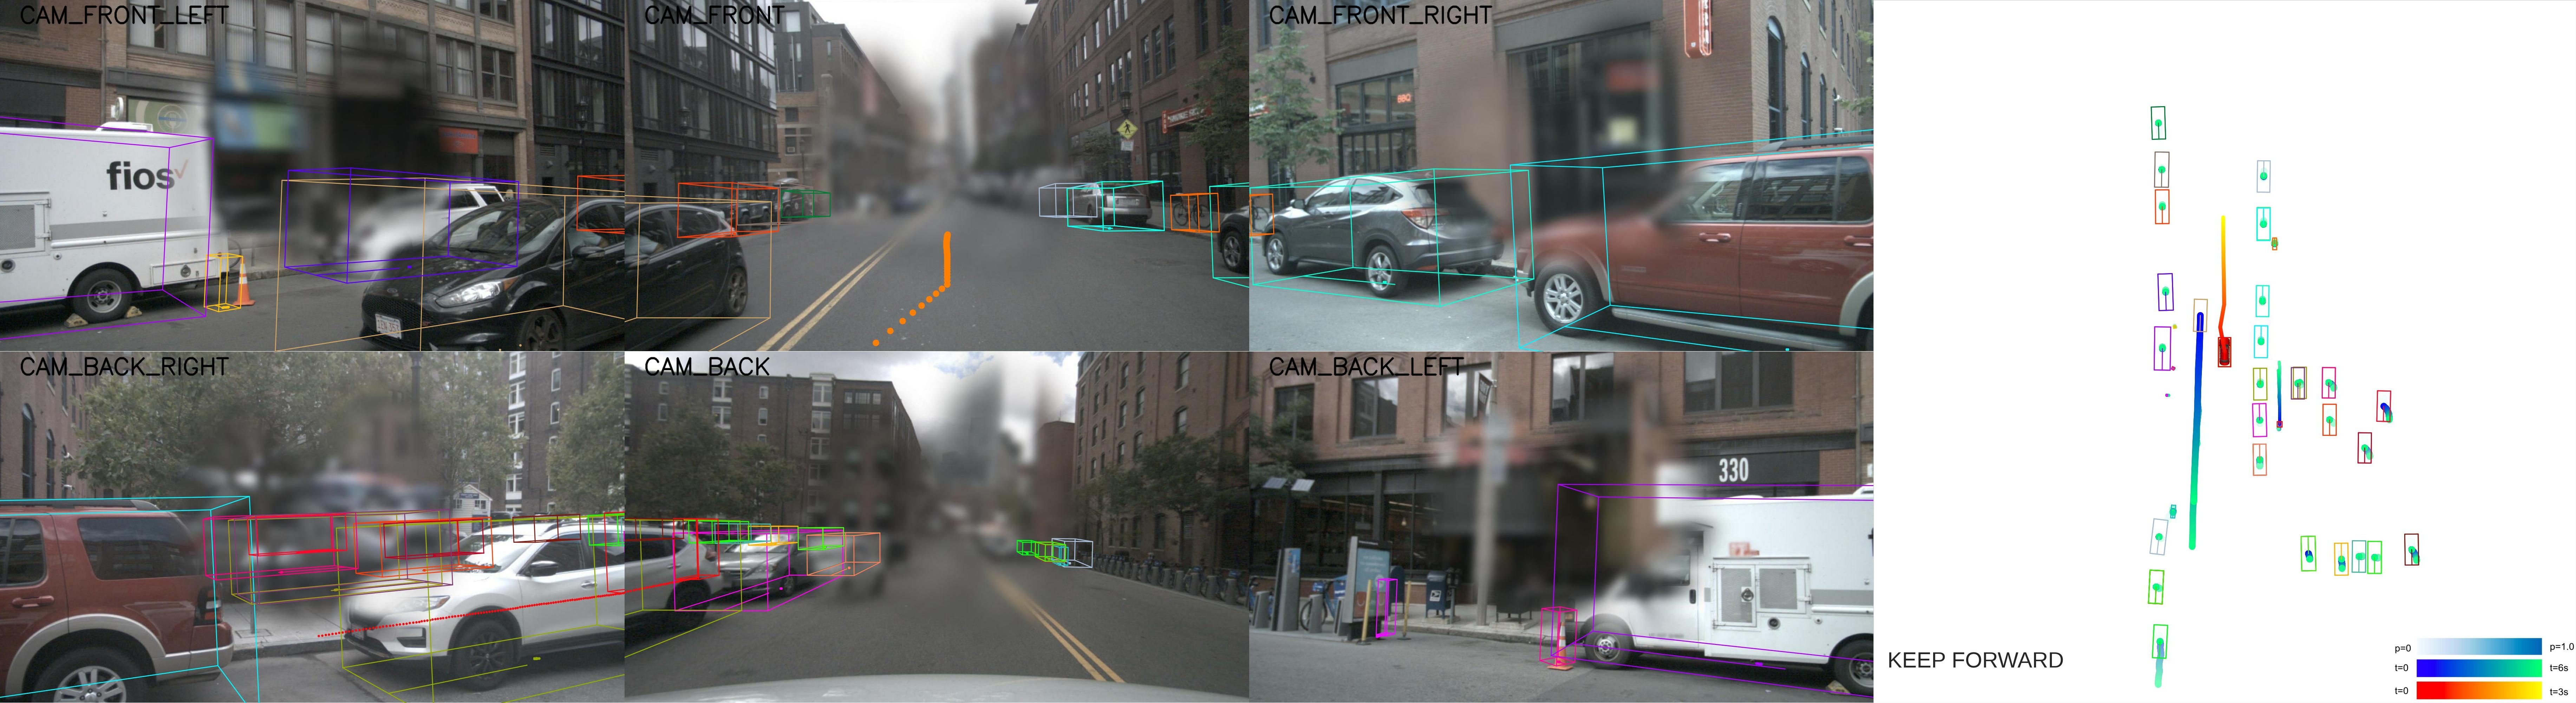 CAM_FRONT_LEFT
CAM_FRONT
CAM_FRONT_RIGHT
fios
CAM_BACK_RIGHT
CAM_BACK
CAM_BACK_LEFT
330
KEEP FORWARD
p=0
p=1.0
t=0
t=6s
t=0
t=3s